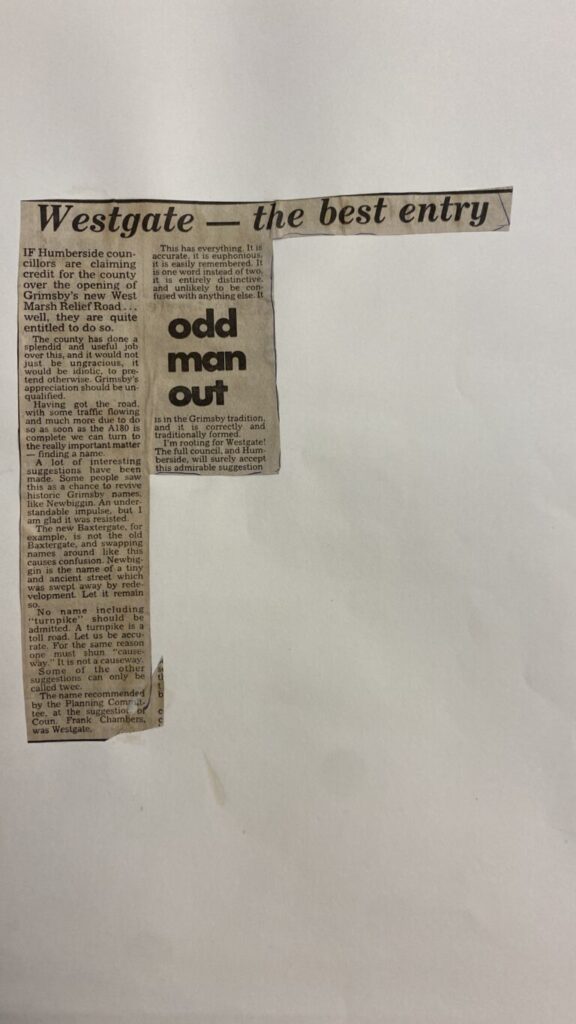 Westgate — the best entry
IF Humberside coun-
cillors are claiming
credit for the county
over the opening of
Grimsby's new West
Marsh Relief Road . . .
well, they are quite
entitled to do so.
The county has done a
splendid and useful job
over this, and it would not
just be ungracious, it
would be idiotic, to pre-
tend otherwise. Grimsby's
appreciation should be un-
qualified.
Having got the road,
with some traffic flowing
and much more due to do
so as soon as the A180 is
complete we can turn to
the really important matter
— finding a name.
A lot of interesting
suggestions have been
made. Some people saw
this as a chance to revive
historic Grimsby names,
like Newbiggin. An under-
standable impulse, but I
am glad it was resisted.
The new Baxtergate, for
example, is not the old
Baxtergate, and swapping
names around like this
causes confusion. Newbig-
gin is the name of a tiny
and ancient street which
was swept away by rede-
velopment. Let it remain
so.
No name including
"turnpike" should be
admitted. A turnpike is a
toll road. Let us be accu-
rate. For the same reason
one must shun "cause-
way." It is not a causeway.
Some of the other
suggestions can only be
called twee.
The name recommended
by the Planning Commit-
tee, at the suggestion of
Coun. Frank Chambers,
was Westgate.
This has everything. It is
accurate, it is euphonious,
it is easily remembered. It
is one word instead of two,
it is entirely distinctive,
and unlikely to be con-
fused with anything else. It
odd
man
out
is in the Grimsby tradition,
and it is correctly and
traditionally formed.
I'm rooting for Westgate!
The full council, and Hum-
berside, will surely accept
this admirable suggestion